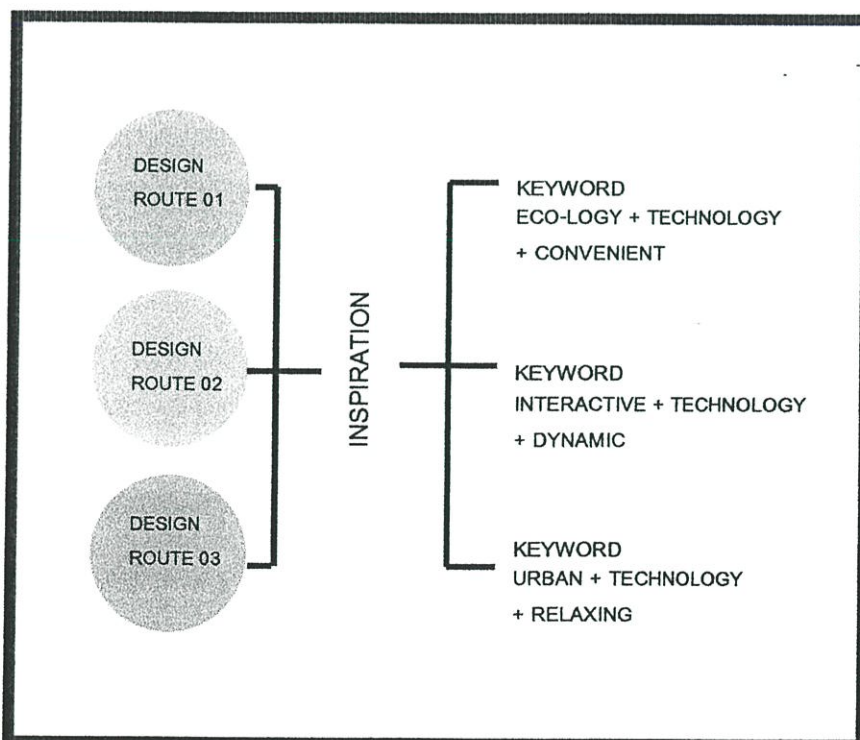 DESIGN
ROUTE 01
DESIGN
ROUTE 02
DESIGN
ROUTE 03
INSPIRATION
KEYWORD
ECO-LOGY + TECHNOLOGY
+ CONVENIENT
KEYWORD
INTERACTIVE + TECHNOLOGY
+ DYNAMIC
KEYWORD
URBAN + TECHNOLOGY
+ RELAXING